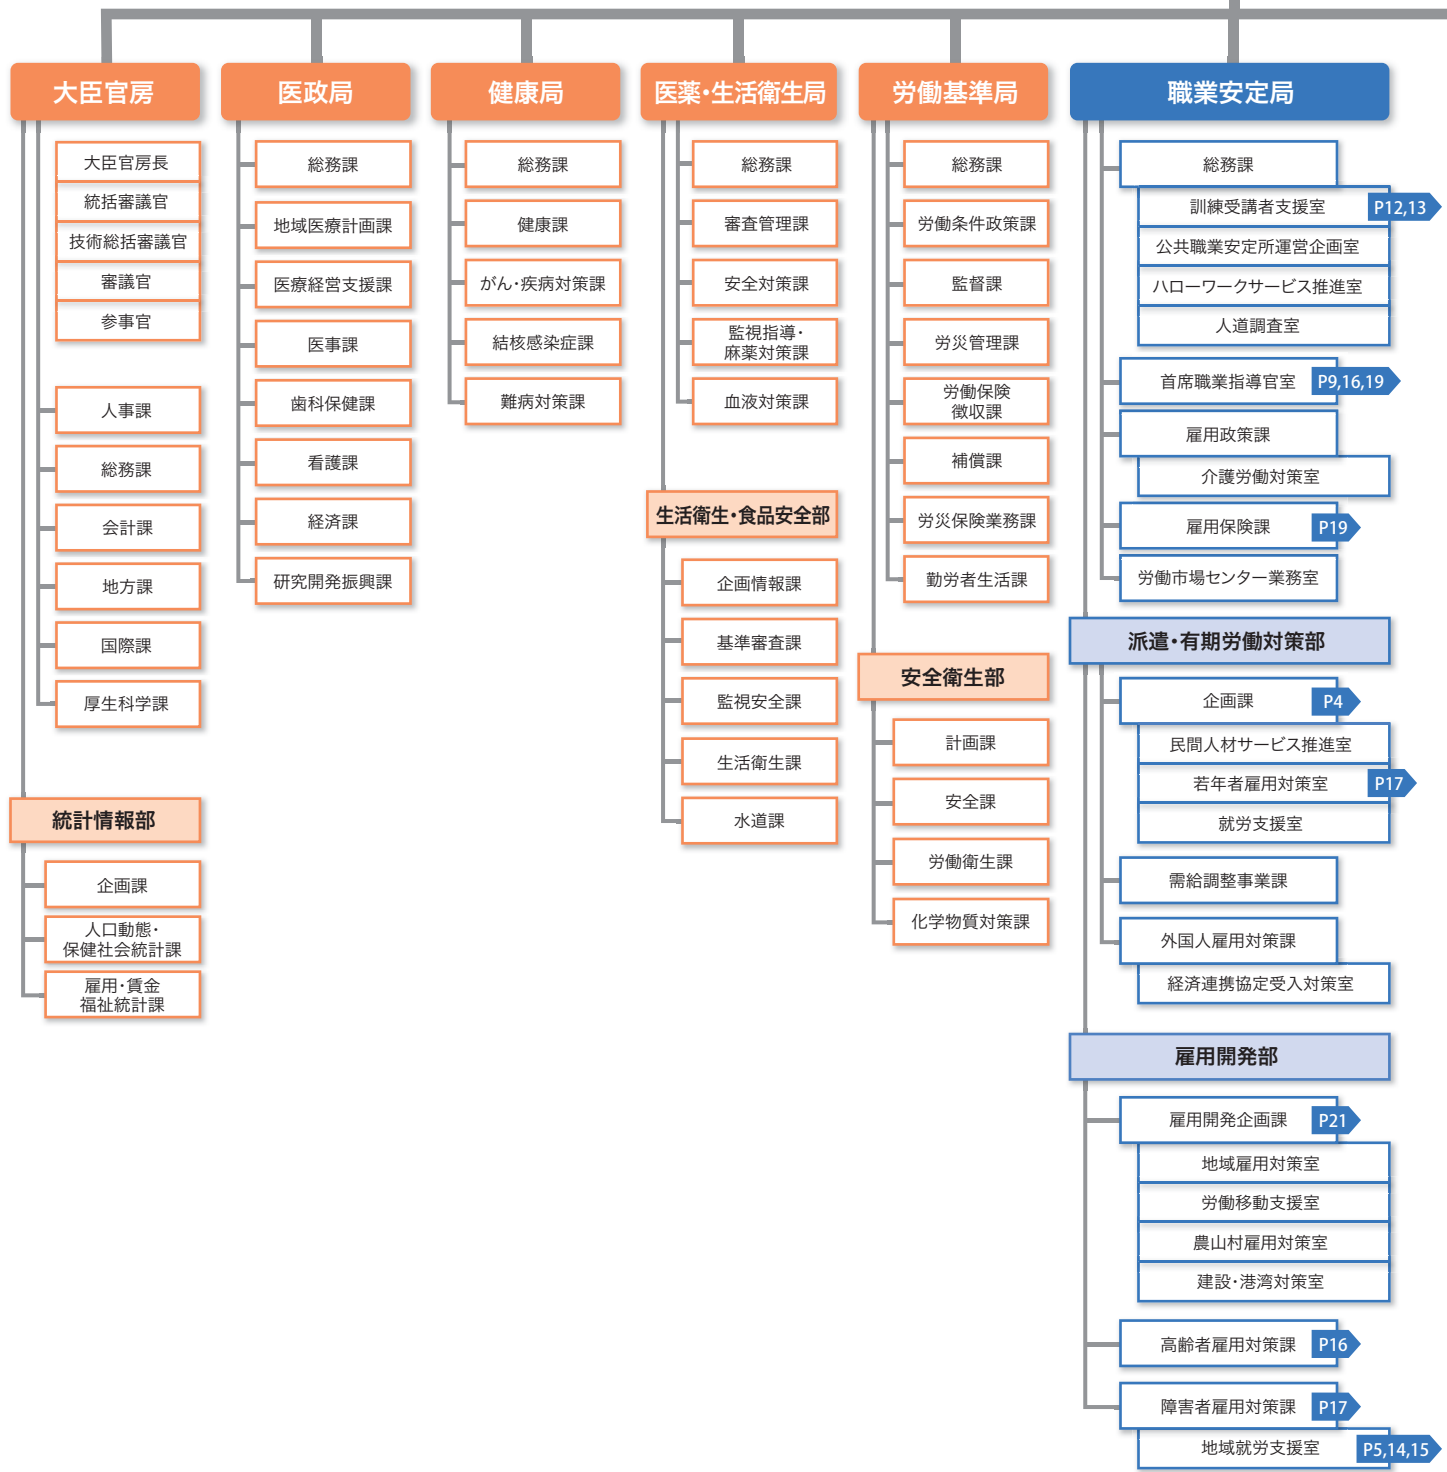 大臣官房
大臣官房長
統括審議官
技術総括審議官
審議官
参事官
人事課
総務課
会計課
地方課
国際課
厚生科学課
統計情報部
企画課
人口動態・
保健社会統計課
雇用・賃金
福祉統計課
医政局
総務課
地域医療計画課
医療経営支援課
医事課
歯科保健課
看護課
経済課
研究開発振興課
健康局
総務課
健康課
がん・疾病対策課
結核感染症課
難病対策課
医薬・生活衛生局
総務課
審査管理課
安全対策課
監視指導・
麻薬対策課
血液対策課
生活衛生・食品安全部
企画情報課
基準審査課
監視安全課
生活衛生課
水道課
労働基準局
総務課
労働条件政策課
監督課
労災管理課
労働保険
徴収課
補償課
労災保険業務課
勤労者生活課
安全衛生部
計画課
安全課
労働衛生課
化学物質対策課
職業安定局
総務課
訓練受講者支援室 P12,13
公共職業安定所運営企画室
ハローワークサービス推進室
人道調査室
首席職業指導官室 P9,16,19
雇用政策課
介護労働対策室
雇用保険課 P19
労働市場センター業務室
派遣・有期労働対策部
企画課 P4
民間人材サービス推進室
若年者雇用対策室 P17
就労支援室
需給調整事業課
外国人雇用対策課
経済連携協定受入対策室
雇用開発部
雇用開発企画課 P21
地域雇用対策室
労働移動支援室
農山村雇用対策室
建設・港湾対策室
高齢者雇用対策課 P16
障害者雇用対策課 P17
地域就労支援室 P5,14,15